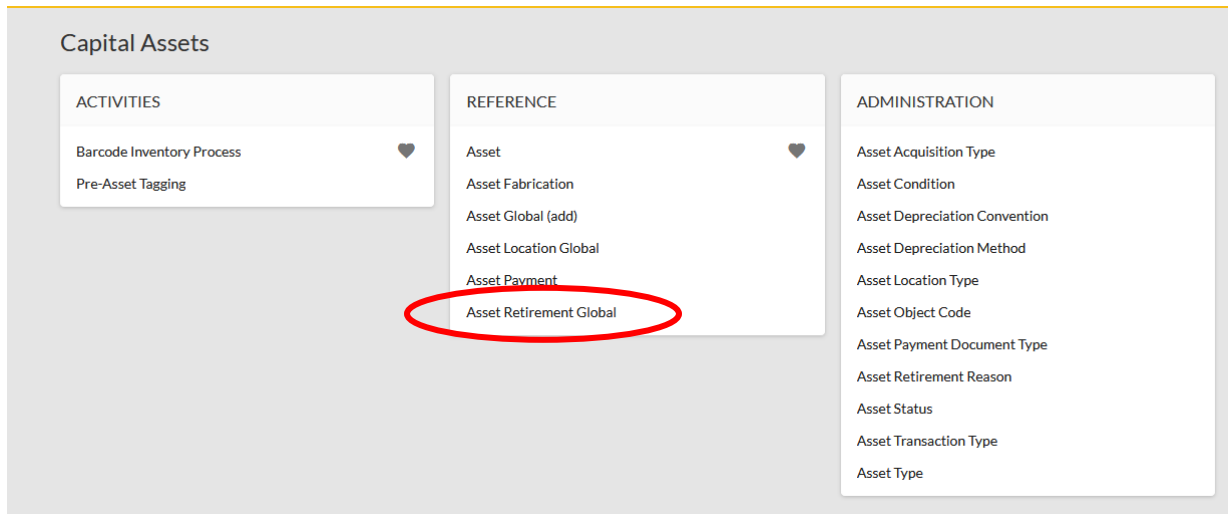 Capital Assets
ACTIVITIES
Barcode Inventory Process
Pre-Asset Tagging
REFERENCE
Asset
Asset Fabrication
Asset Global (add)
Asset Location Global
Asset Payment
Asset Retirement Global
ADMINISTRATION
Asset Acquisition Type
Asset Condition
Asset Depreciation Convention
Asset Depreciation Method
Asset Location Type
Asset Object Code
Asset Payment Document Type
Asset Retirement Reason
Asset Status
Asset Transaction Type
Asset Type